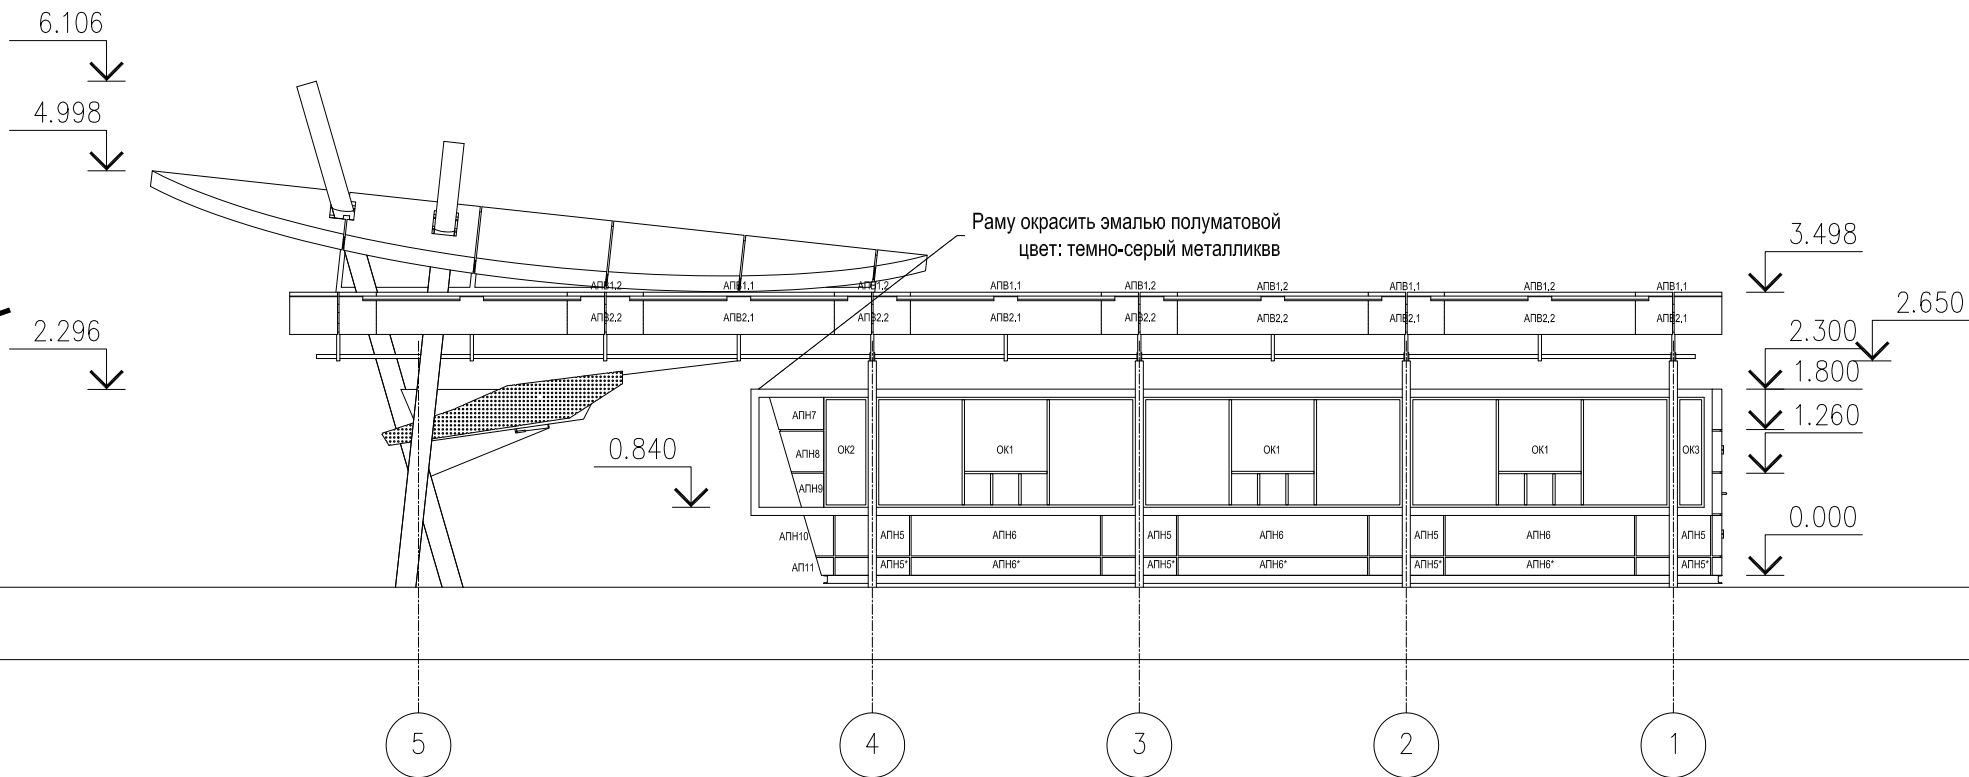 6.106
4.998
2.296
Раму окрасить эмалью полуматовой
цвет: темно-серый металликвв
3.498
2.650
2.300
1.800
1.260
0.840
0.000
АПВ1.2 АПВ1.1 АПВ1.2 АПВ1.1 АПВ1.2 АПВ1.2 АПВ1.1 АПВ1.2 АПВ1.1
АПВ2.2 АПВ2.1 АПВ2.2 АПВ2.1 АПВ2.2 АПВ2.2 АПВ2.1 АПВ2.2 АПВ2.1
АПН7
АПН8 ОК2 ОК1 ОК1 ОК1 ОК3
АПН9
АПН10 АПН5 АПН6 АПН5 АПН6 АПН5 АПН6 АПН5
АП11 АПН5* АПН6* АПН5* АПН6* АПН5* АПН6* АПН5*
5 4 3 2 1